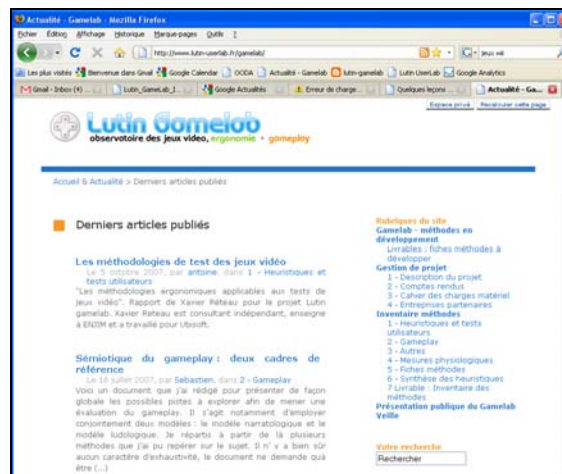 Actualité - Gamelab - Mozilla Firefox
Fichier Édition Affichage Historique Marque-pages Outils ?
http://www.lutin-userlab.fr/gamelab/
jeux wii
Les plus visités Bienvenue dans Gmail Google Calendar OODA Actualité - Gamelab lutin-gamelab Lutin UserLab Google Analytics
Gmail - Inbox (4) ... Lutin_GameLab_I... Google Actualités Erreur de charge... Quelques leçons ... Actualité - Ga...
Espace privé Recalculer cette page
Lutin Gamelab
observatoire des jeux video, ergonomie + gameplay
Accueil & Actualité > Derniers articles publiés
Derniers articles publiés
Les méthodologies de test des jeux vidéo
Le 5 octobre 2007, par antoine, dans 1 - Heuristiques et
tests utilisateurs
"Les méthodologies ergonomiques applicables aux tests de
jeux vidéo". Rapport de Xavier Réteau pour le projet Lutin
gamelab. Xavier Reteau est consultant indépendant, enseigne
à ENJIM et a travaillé pour Ubisoft.
Sémiotique du gameplay : deux cadres de
référence
Le 16 juillet 2007, par Sebastien, dans 2 - Gameplay
Voici un document que j'ai rédigé pour présenter de façon
globale les possibles pistes à explorer afin de mener une
évaluation du gameplay. Il s'agit notamment d'employer
conjointement deux modèles : le modèle narratologique et le
modèle ludologique. Je répartis à partir de là plusieurs
méthodes que j'ai pu repérer sur le sujet. Il n' y a bien sûr
aucun caractère d'exhaustivité, le document ne demande quà
être (...)
Rubriques du site
Gamelab - méthodes en
développement
Livrables : fiches méthodes à
développer
Gestion de projet
1 - Description du projet
2 - Comptes rendus
3 - Cahier des charges matériel
4 - Entreprises partenaires
Inventaire méthodes
1 - Heuristiques et tests
utilisateurs
2 - Gameplay
3 - Autres
4 - Mesures physiologiques
5 - Fiches méthodes
6 - Synthèse des heuristiques
7 Livrable : Inventaire des
méthodes
Présentation publique du Gamelab
Veille
Votre recherche
Rechercher